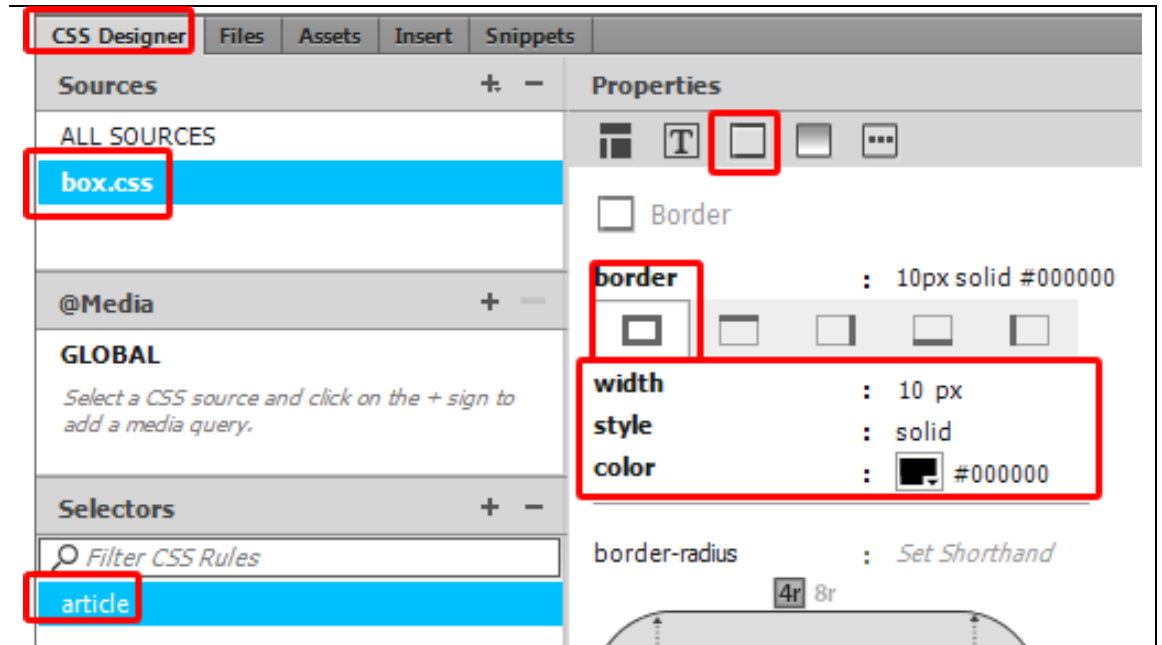 CSS Designer Files Assets Insert Snippets
Sources + −
ALL SOURCES
box.css
@Media + −
GLOBAL
Select a CSS source and click on the + sign to
add a media query.
Selectors + −
Filter CSS Rules
article
Properties
T
Border
border : 10px solid #000000
width : 10 px
style : solid
color : #000000
border-radius : Set Shorthand
4r 8r